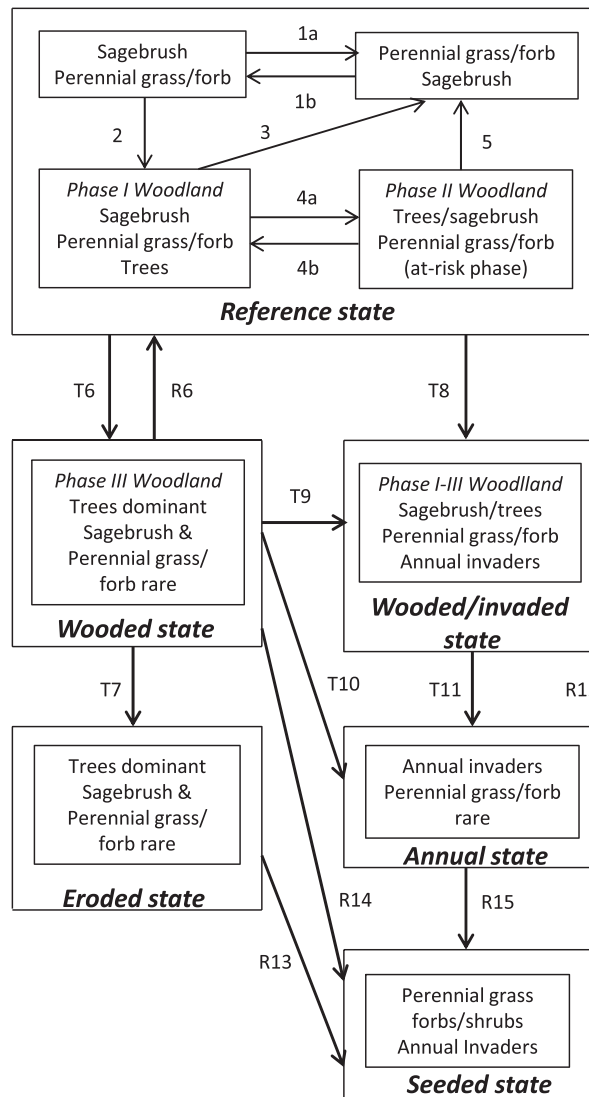 Sagebrush
Perennial grass/forb
1a
1b
Perennial grass/forb
Sagebrush
2
3
5
Phase I Woodland
Sagebrush
Perennial grass/forb
Trees
4a
4b
Phase II Woodland
Trees/sagebrush
Perennial grass/forb
(at-risk phase)
Reference state
T6
R6
T8
Phase III Woodland
Trees dominant
Sagebrush &
Perennial grass/
forb rare
Wooded state
T9
Phase I-III Woodlland
Sagebrush/trees
Perennial grass/forb
Annual invaders
Wooded/invaded
state
T7
T10
T11
R1
Trees dominant
Sagebrush &
Perennial grass/
forb rare
Eroded state
Annual invaders
Perennial grass/forb
rare
Annual state
R13
R14
R15
Perennial grass
forbs/shrubs
Annual Invaders
Seeded state